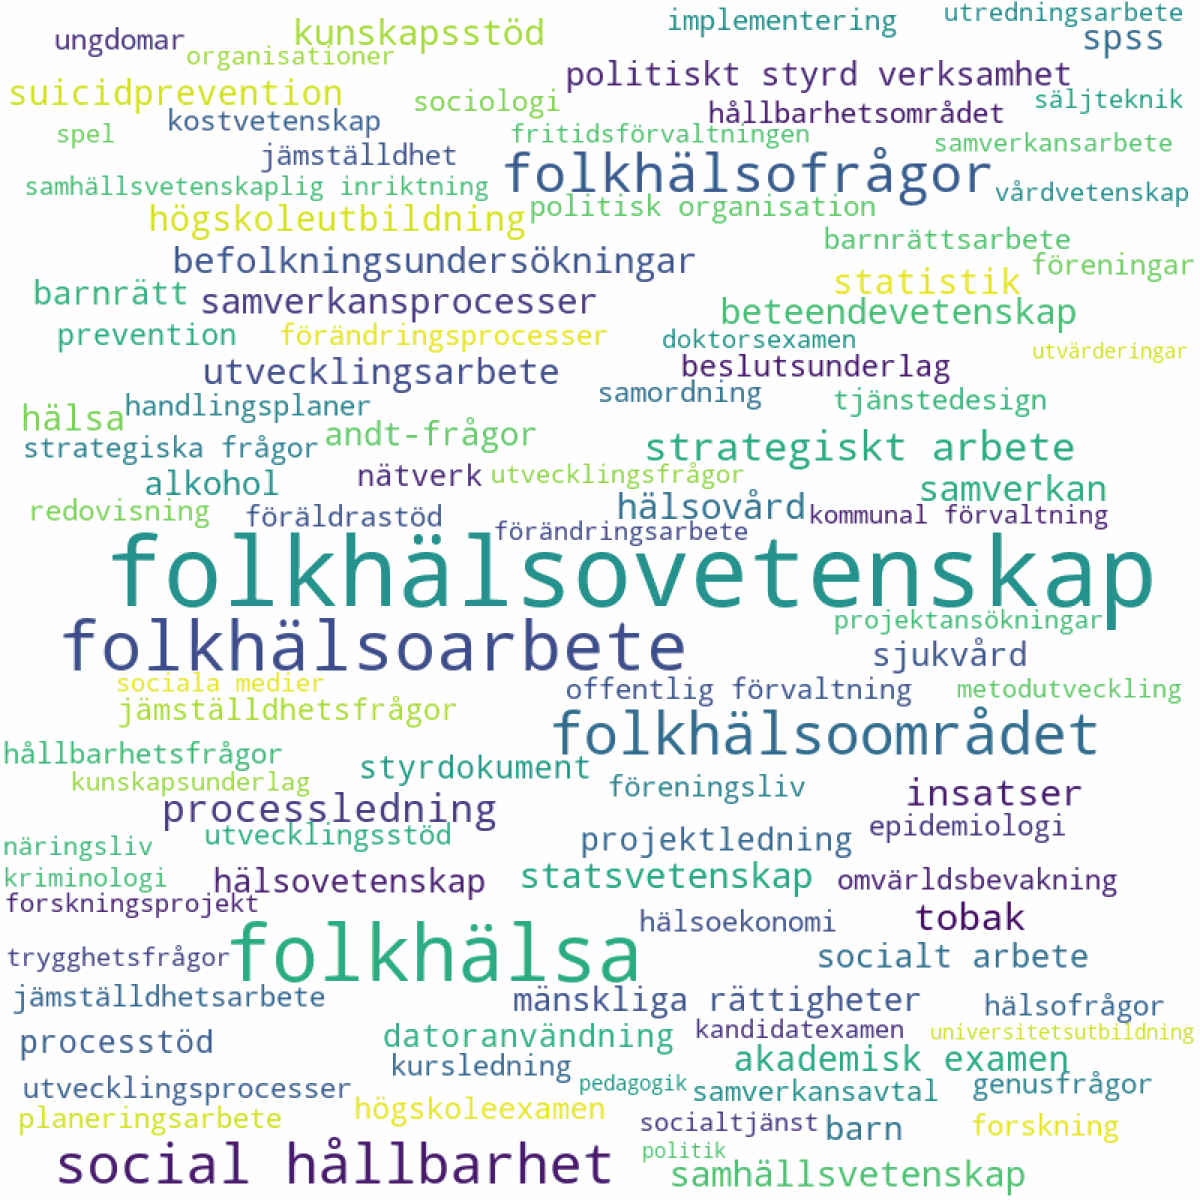 implementering
utredningsarbete
ungdomar
kunskapsstöd
spss
organisationer
politiskt styrd verksamhet
suicidprevention
sociologi
hållbarhetsområdet
säljteknik
spel
kostvetenskap
fritidsförvaltningen
samverkansarbete
jämställdhet
folkhälsofrågor
samhällsvetenskaplig inriktning
vårdvetenskap
högskoleutbildning
politisk organisation
barnrättsarbete
befolkningsundersökningar
föreningar
barnrätt
samverkansprocesser
statistik
beteendevetenskap
prevention
förändringsprocesser
doktorsexamen
utvärderingar
utvecklingsarbete
beslutsunderlag
samordning
tjänstedesign
hälsa
handlingsplaner
andt-frågor
strategiska frågor
strategiskt arbete
nätverk
utvecklingsfrågor
alkohol
samverkan
redovisning
föräldrastöd
hälsovård
kommunal förvaltning
förändringsarbete
folkhälsovetenskap
projektansökningar
folkhälsoarbete
sjukvård
sociala medier
offentlig förvaltning
metodutveckling
jämställdhetsfrågor
folkhälsoområdet
hållbarhetsfrågor
styrdokument
kunskapsunderlag
föreningsliv
insatser
processledning
utvecklingsstöd
projektledning
epidemiologi
näringsliv
kriminologi
hälsovetenskap
statsvetenskap
omvärldsbevakning
forskningsprojekt
hälsoekonomi
tobak
trygghetsfrågor
folkhälsa
socialt arbete
jämställdhetsarbete
mänskliga rättigheter
hälsofrågor
processtöd
datoranvändning
kandidatexamen
universitetsutbildning
kursledning
akademisk examen
utvecklingsprocesser
pedagogik
samverkansavtal
genusfrågor
planeringsarbete
högskoleexamen
socialtjänst
barn
forskning
social hållbarhet
politik
samhällsvetenskap